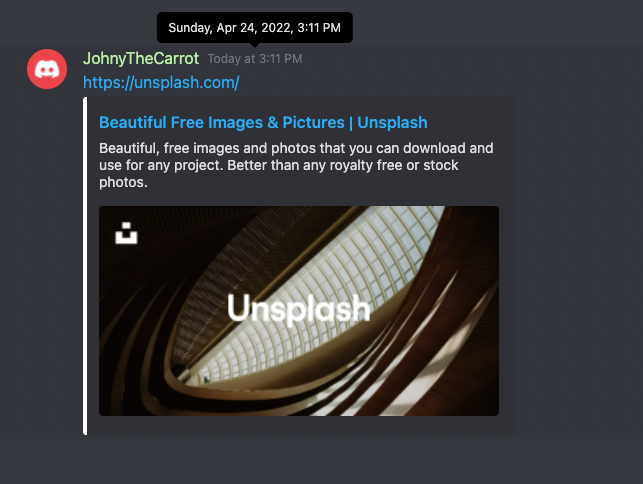 Sunday, Apr 24, 2022, 3:11 PM
JohnyTheCarrot Today at 3:11 PM
https://unsplash.com/
Beautiful Free Images & Pictures | Unsplash
Beautiful, free images and photos that you can download and
use for any project. Better than any royalty free or stock
photos.
Unsplash